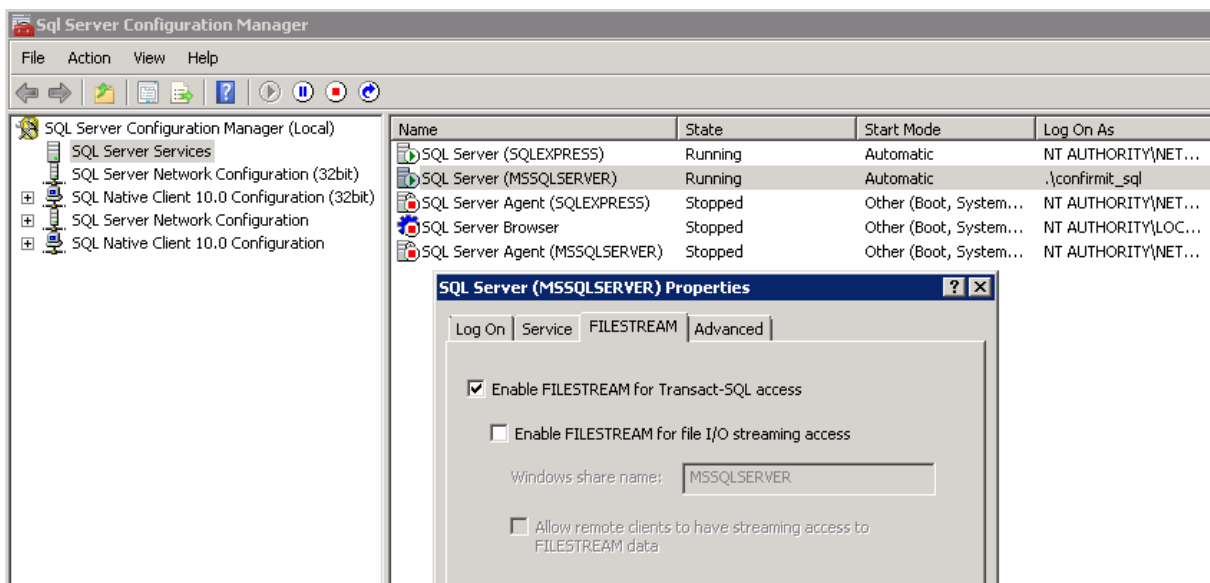 Sql Server Configuration Manager
File Action View Help
SQL Server Configuration Manager (Local)
SQL Server Services
SQL Server Network Configuration (32bit)
SQL Native Client 10.0 Configuration (32bit)
SQL Server Network Configuration
SQL Native Client 10.0 Configuration
Name State Start Mode Log On As
SQL Server (SQLEXPRESS) Running Automatic NT AUTHORITY\NET...
SQL Server (MSSQLSERVER) Running Automatic .\confirmit_sql
SQL Server Agent (SQLEXPRESS) Stopped Other (Boot, System... NT AUTHORITY\NET...
SQL Server Browser Stopped Other (Boot, System... NT AUTHORITY\LOC...
SQL Server Agent (MSSQLSERVER) Stopped Other (Boot, System... NT AUTHORITY\NET...
SQL Server (MSSQLSERVER) Properties
Log On Service FILESTREAM Advanced
Enable FILESTREAM for Transact-SQL access
Enable FILESTREAM for file I/O streaming access
Windows share name: MSSQLSERVER
Allow remote clients to have streaming access to
FILESTREAM data